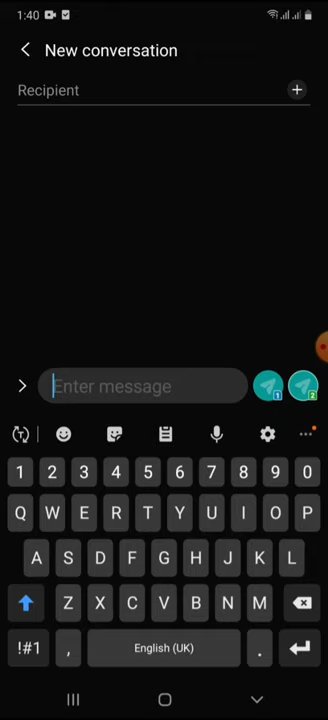 1:40
New conversation
Recipient
Enter message
1
2
T
1 2 3 4 5 6 7 8 9 0
Q W E R T Y U I O P
A S D F G H J K L
Z X C V B N M
!#1 , English (UK) .